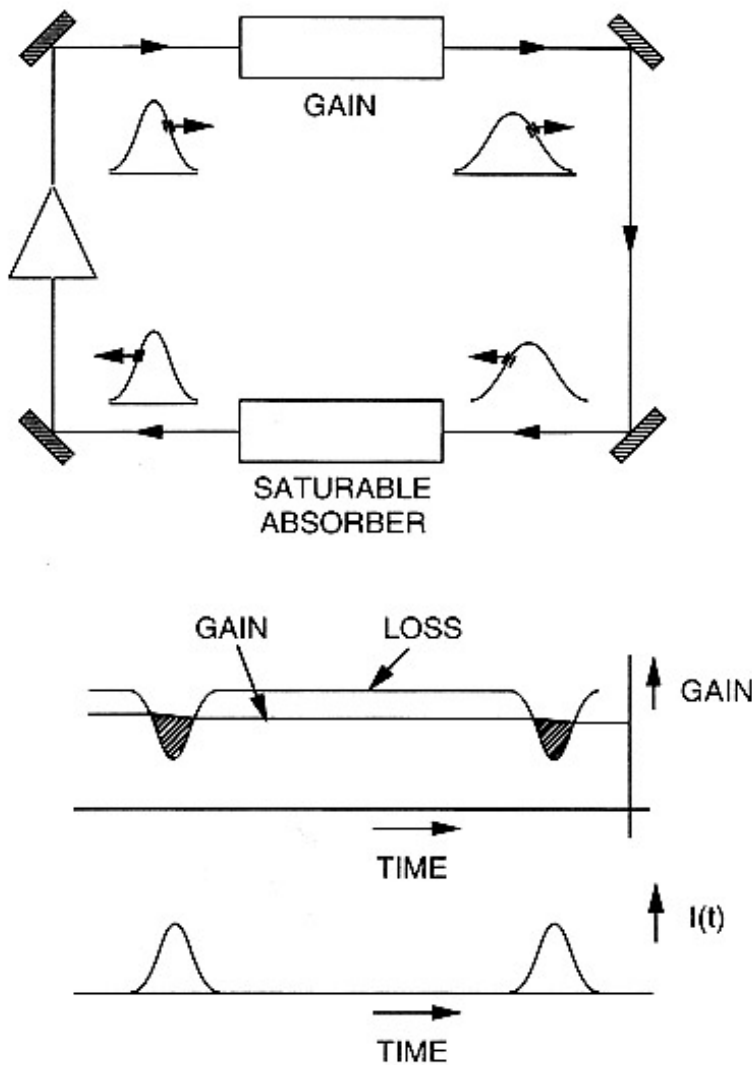 GAIN
SATURABLE
ABSORBER
GAIN
LOSS
GAIN
TIME
I(t)
TIME